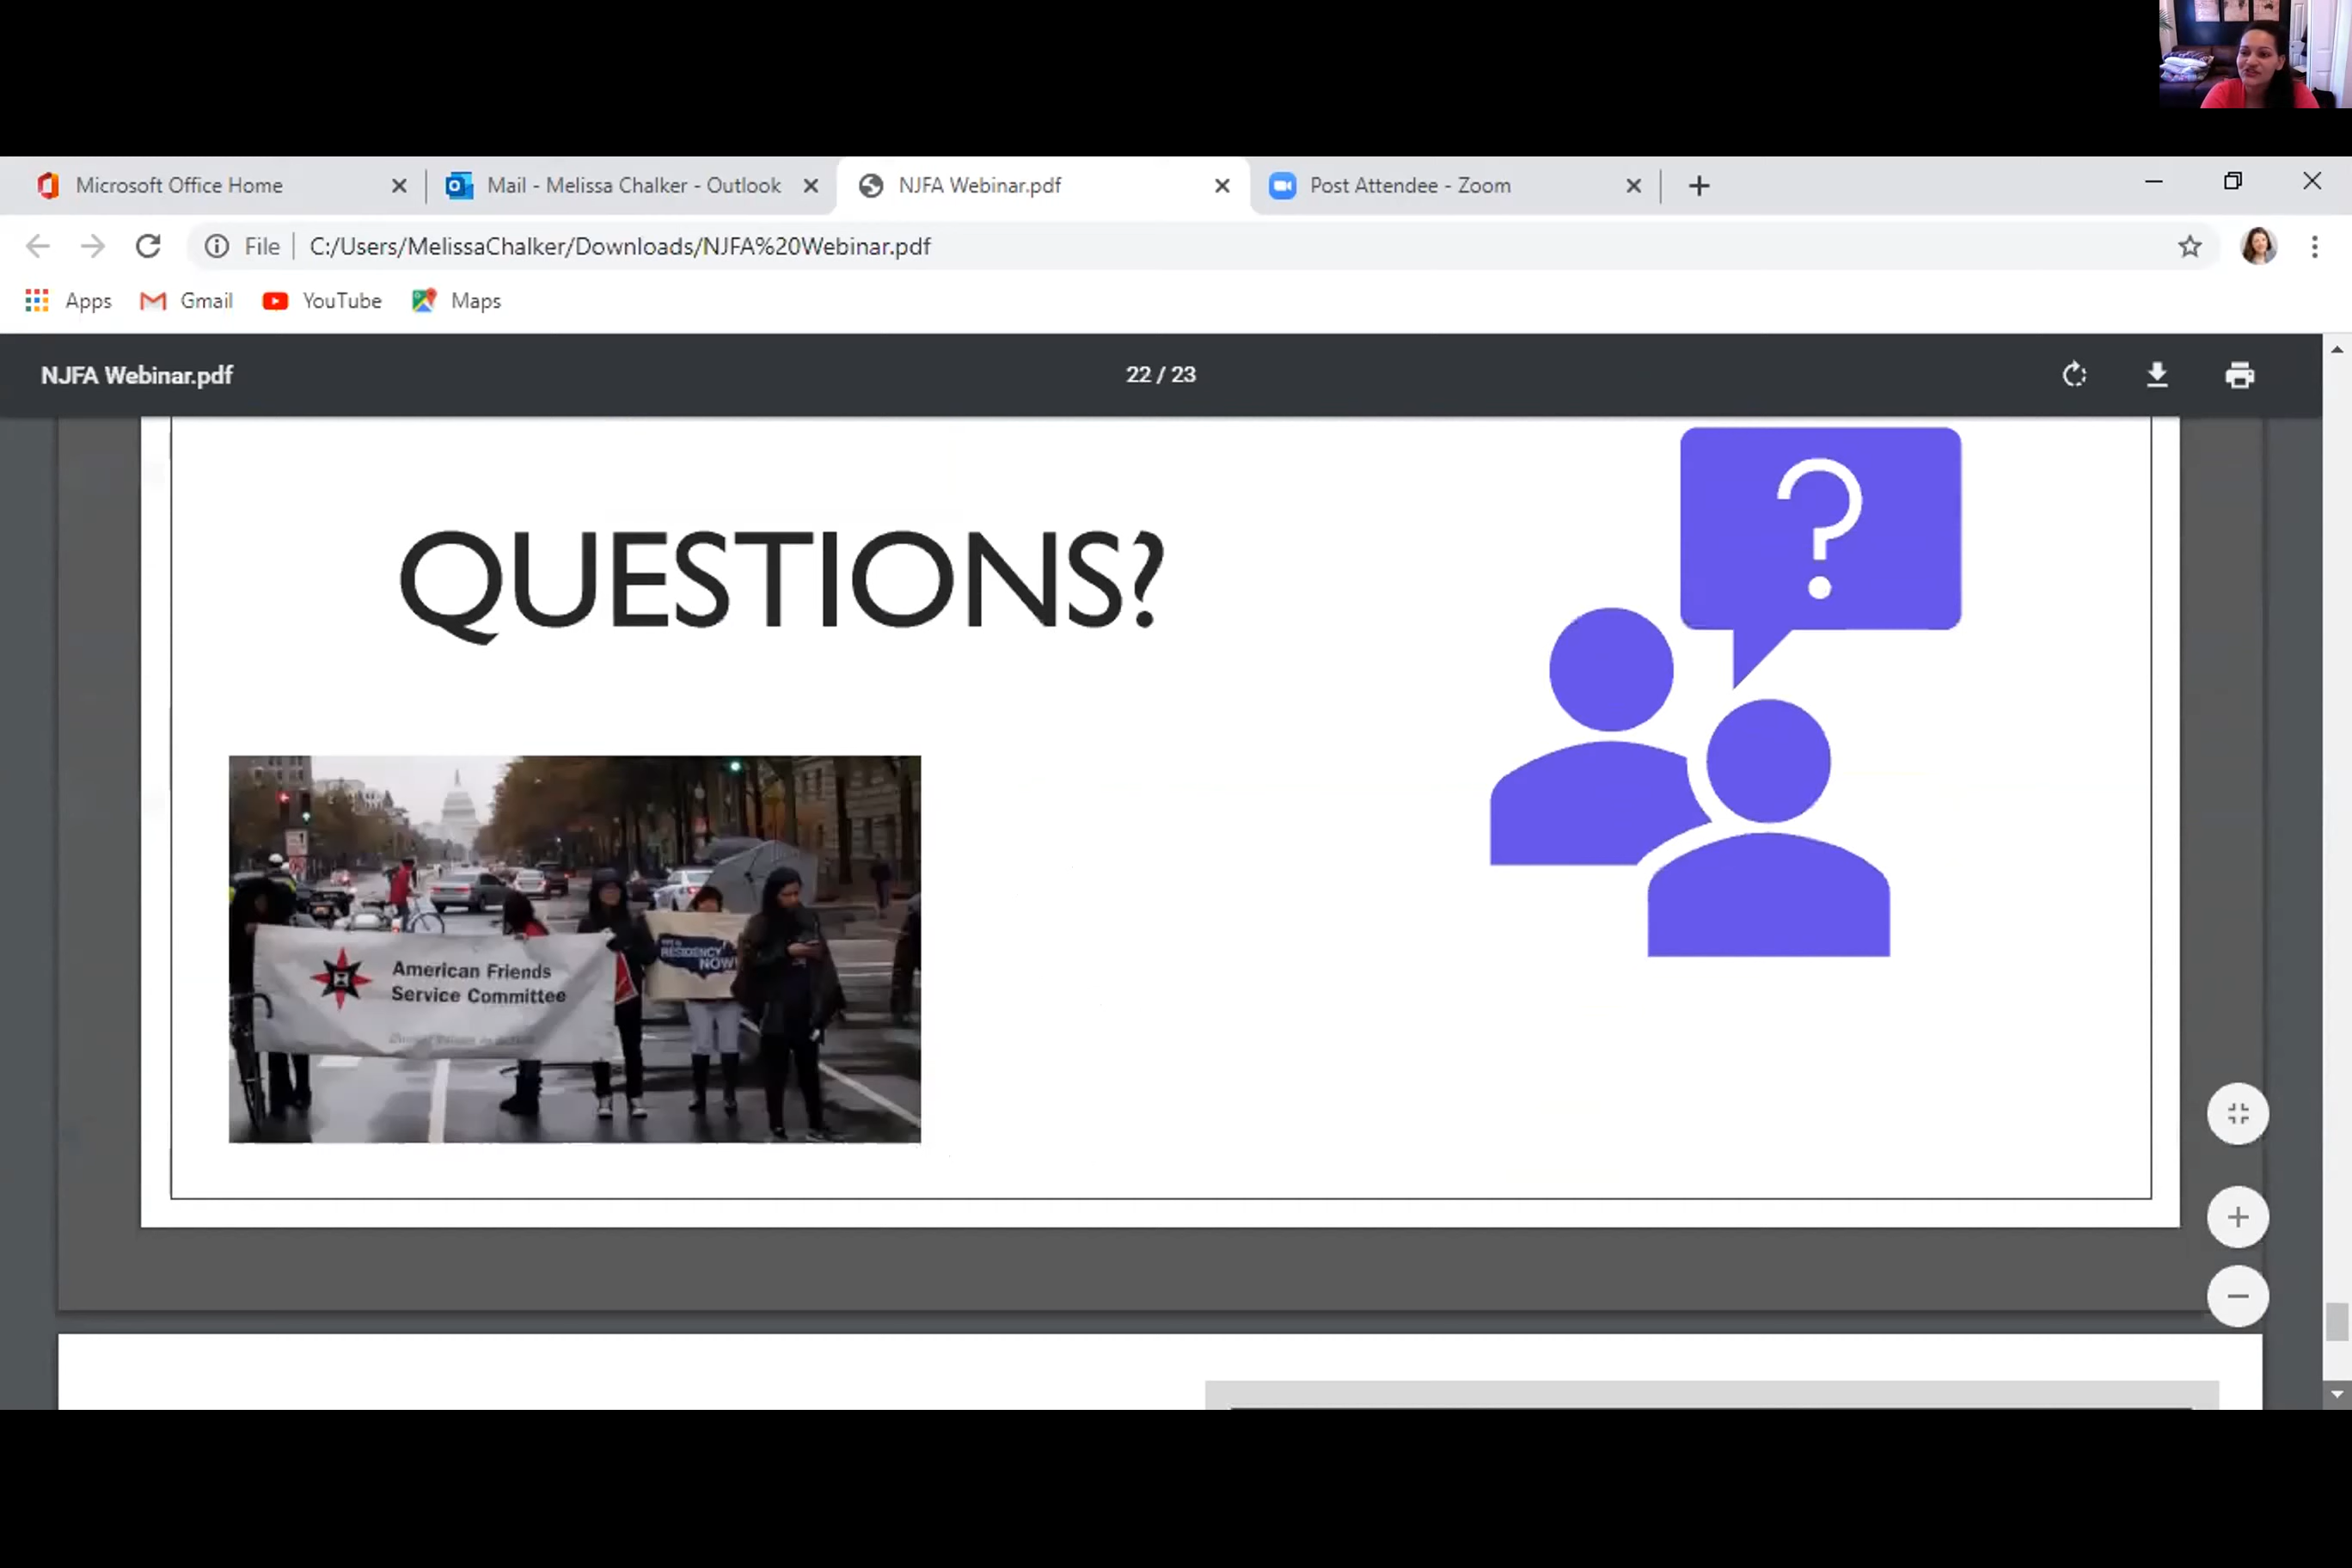 Microsoft Office Home
Mail - Melissa Chalker - Outlook
NJFA Webinar.pdf
Post Attendee - Zoom
File
C:/Users/MelissaChalker/Downloads/NJFA%20Webinar.pdf
Apps
Gmail
YouTube
Maps
NJFA Webinar.pdf
22 / 23
QUESTIONS?
?
American Friends
Service Committee
RESIDENCY
NOW!